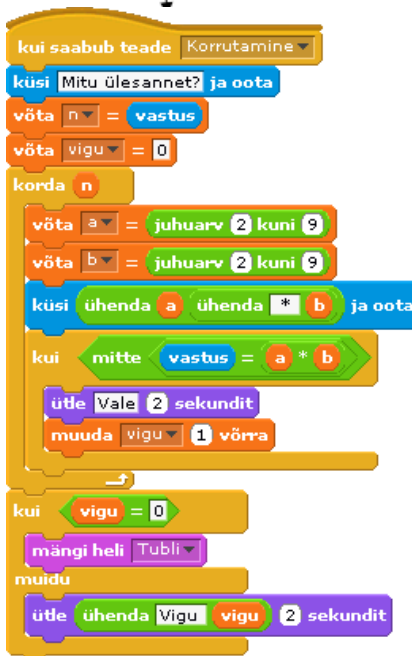 kui saabub teade Korrutamine
küsi Mitu ülesannet? ja oota
võta n = vastus
võta vigu = 0
korda n
võta a = juhuarv 2 kuni 9
võta b = juhuarv 2 kuni 9
küsi ühenda a ühenda * b ja oota
kui mitte vastus = a * b
ütle Vale 2 sekundit
muuda vigu 1 võrra
kui vigu = 0
mängi heli Tubli
muidu
ütle ühenda Vigu vigu 2 sekundit